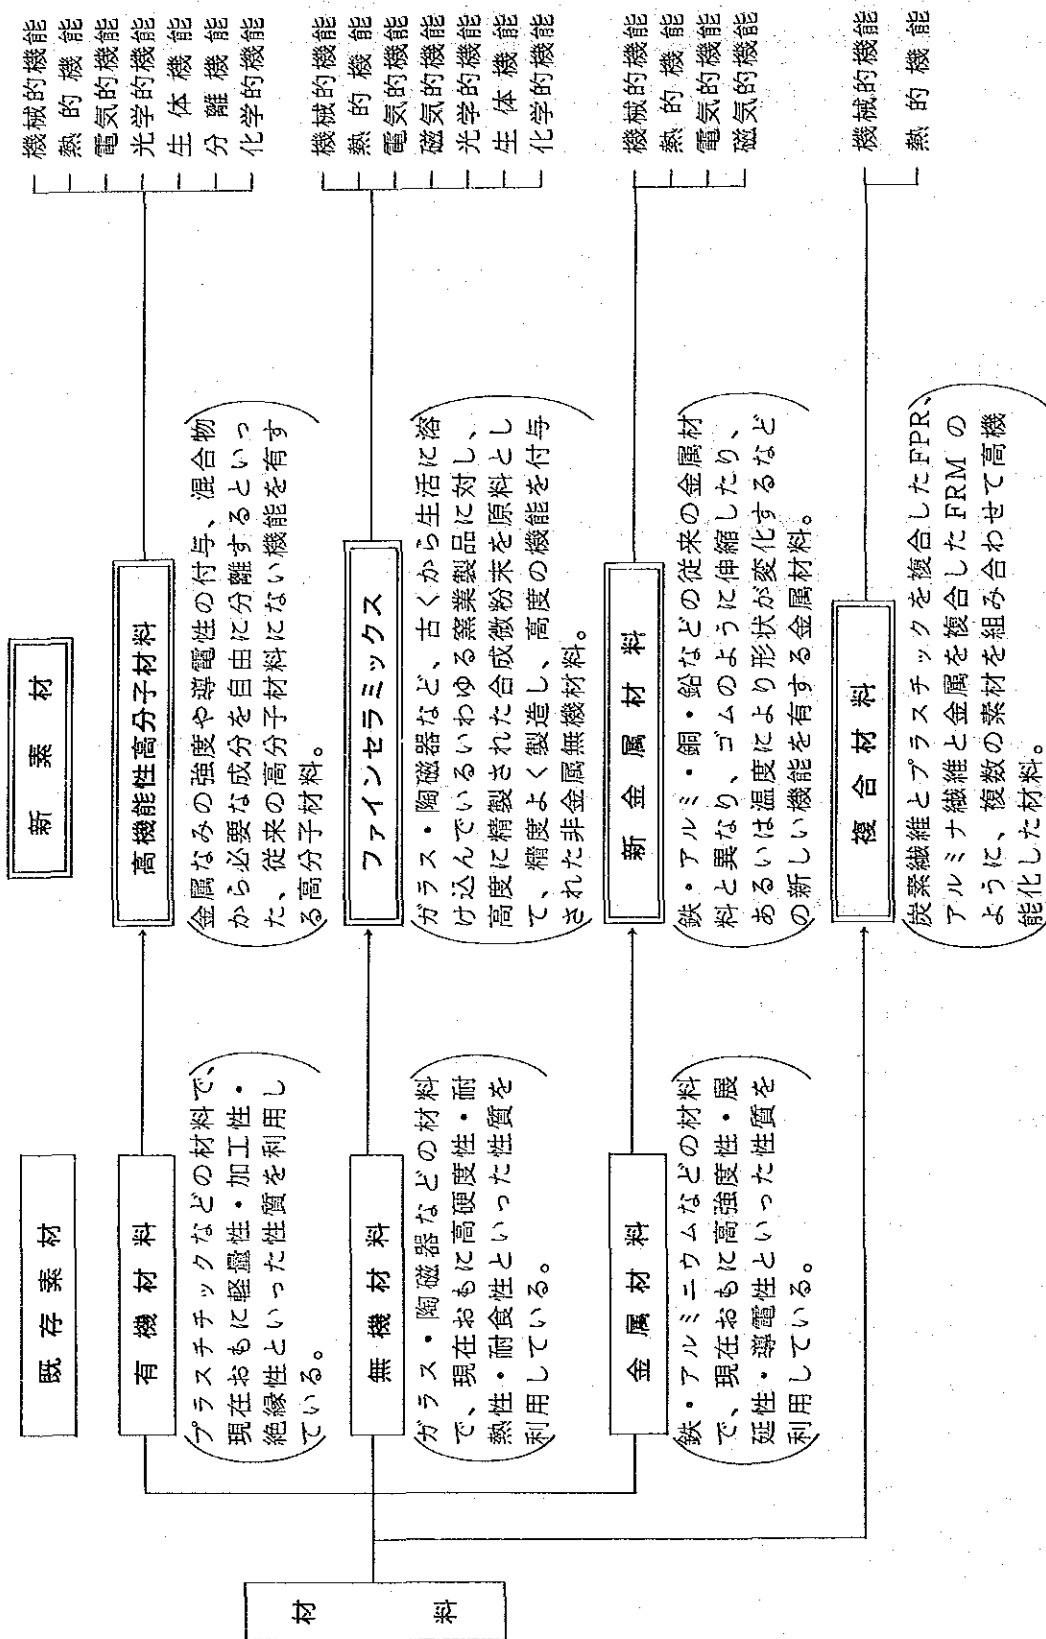 材料
既存素材
新素材
有機材料
プラスチチックなどの材料で、
現在おもに軽量性・加工性・
絶縁性といった性質を利用し
ている。
高機能性高分子材料
金属なみの強度や導電性の付与、混合物
から必要な成分を自由に分離するといっ
た、従来の高分子材料にない機能を有す
る高分子材料。
機械的機能
熱的機能
電気的機能
光学的機能
生体機能
分離機能
化学的機能
無機材料
ガラス・陶磁器などの材料
で、現在おもに高硬度性・耐
熱性・耐食性といった性質を
利用している。
ファインセラミックス
ガラス・陶磁器など、古くから生活に溶
け込んでいるいわゆる窯業製品に対し、
高度に精製された合成微粉末を原料とし
て、精度よく製造し、高度の機能を付与
された非金属無機材料。
機械的機能
熱的機能
電気的機能
磁気的機能
光学的機能
生体機能
化学的機能
金属材料
鉄・アルミニウムなどの材料
で、現在おもに高強度性・展
延性・導電性といった性質を
利用している。
新金属材料
鉄・アルミ・銅・鉛などの従来の金属材
料と異なり、ゴムのように伸縮したり、
あるいは温度により形状が変化するなど
の新しい機能を有する金属材料。
機械的機能
熱的機能
電気的機能
磁気的機能
複合材料
炭素繊維とプラスチックを複合したFPR、
アルミナ繊維と金属を複合したFRMの
ように、複数の素材を組み合わせて高機
能化した材料。
機械的機能
熱的機能